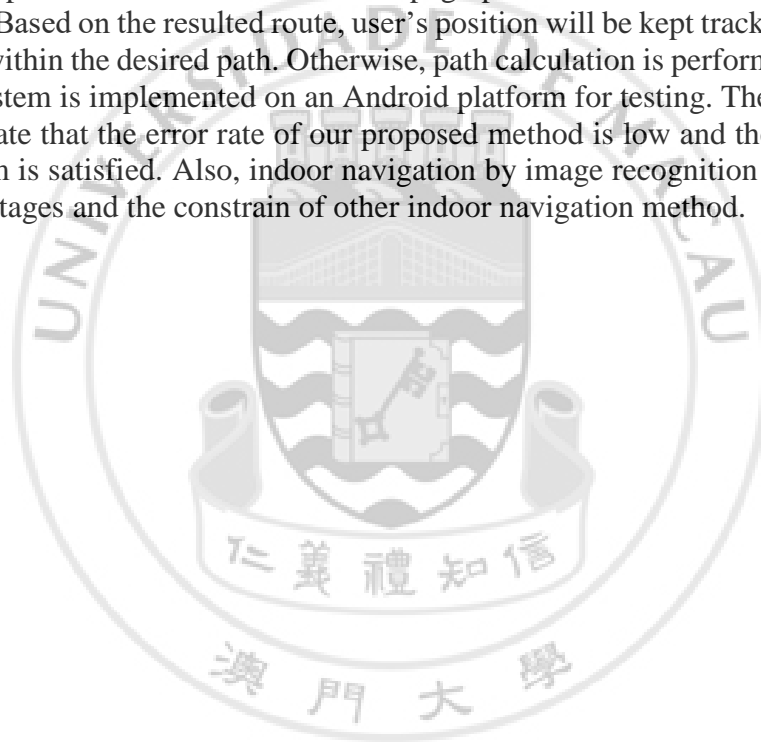 Based on the resulted route, user's position will be kept track
within the desired path. Otherwise, path calculation is perform
stem is implemented on an Android platform for testing. The
ate that the error rate of our proposed method is low and the
n is satisfied. Also, indoor navigation by image recognition
tages and the constrain of other indoor navigation method.
UNIVERSIDADE DE MACAU
仁義禮知信
澳門大學